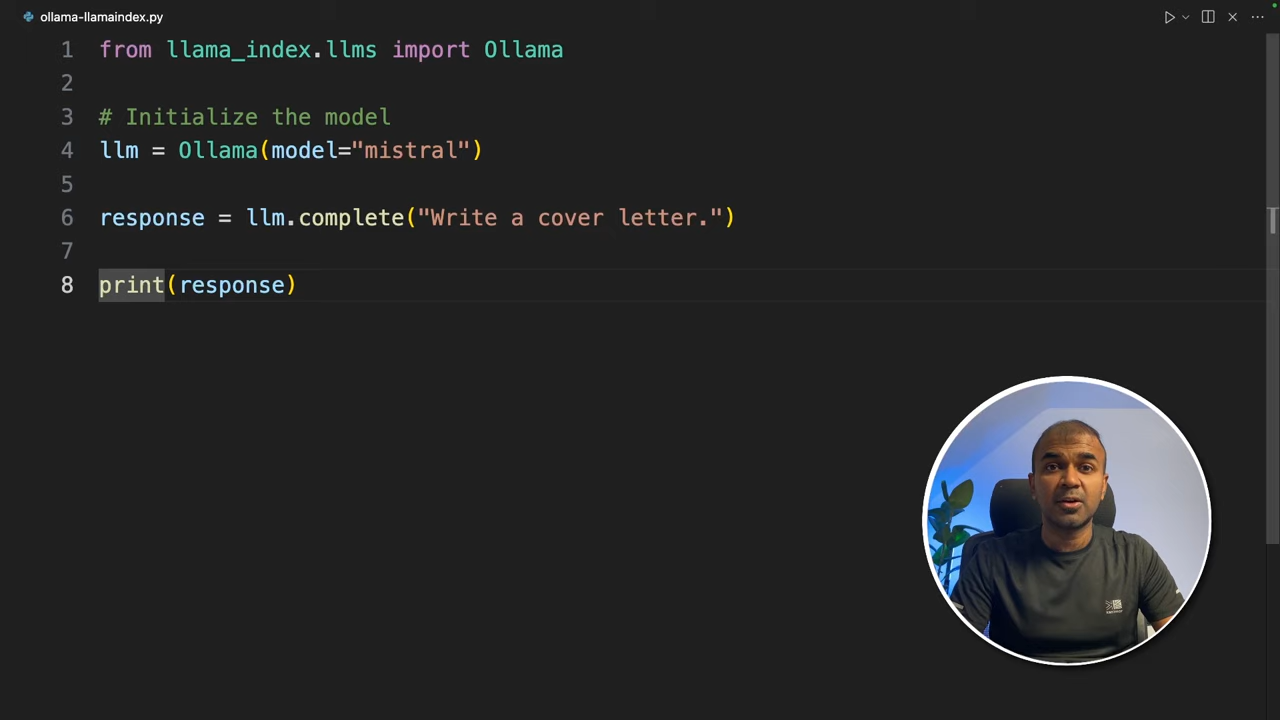 ollama-llamaindex.py
1 from llama_index.llms import Ollama
2
3 # Initialize the model
4 llm = Ollama(model="mistral")
5
6 response = llm.complete("Write a cover letter.")
7
8 print(response)